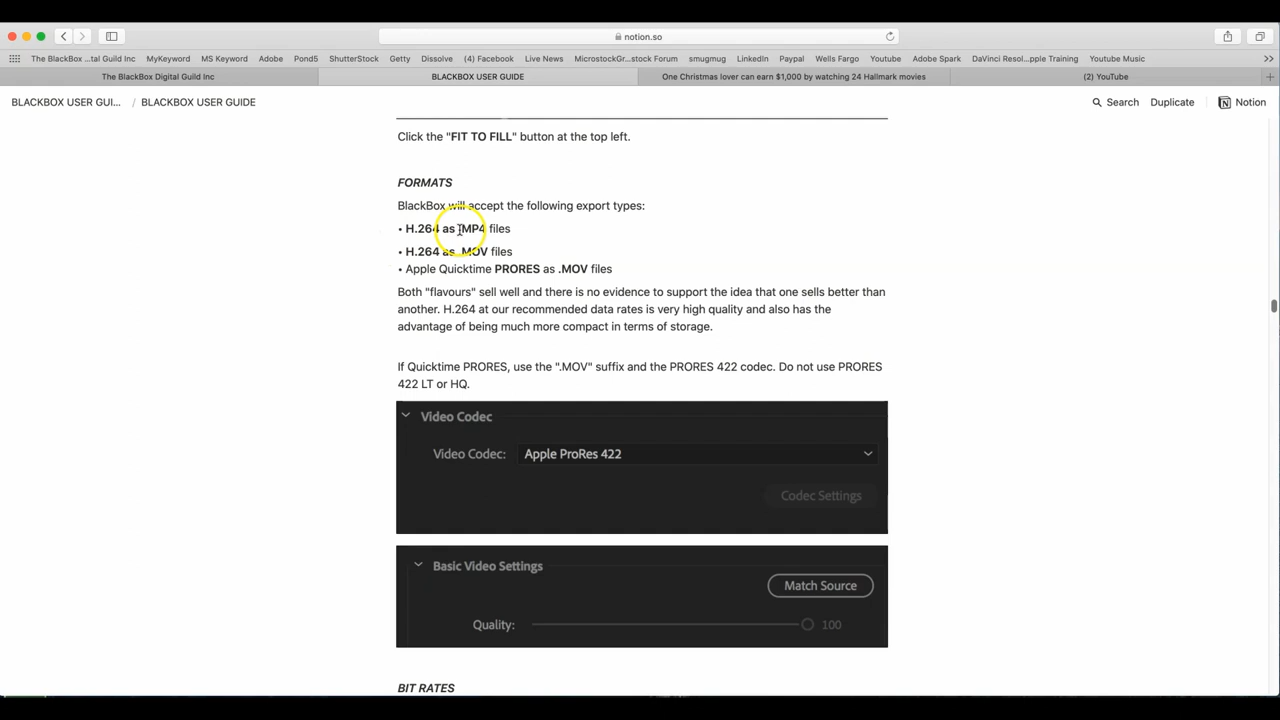 notion.so
The BlackBox ...tal Guild Inc MyKeyword MS Keyword Adobe Pond5 ShutterStock Getty Dissolve (4) Facebook Live News MicrostockGr...stock Forum smugmug LinkedIn Paypal Wells Fargo Youtube Adobe Spark DaVinci Resol...pple Training Youtube Music
The BlackBox Digital Guild Inc BLACKBOX USER GUIDE One Christmas lover can earn $1,000 by watching 24 Hallmark movies (2) YouTube
BLACKBOX USER GUI... / BLACKBOX USER GUIDE Search Duplicate Notion
Click the "FIT TO FILL" button at the top left.
FORMATS
BlackBox will accept the following export types:
• H.264 as .MP4 files
• H.264 as .MOV files
• Apple Quicktime PRORES as .MOV files
Both "flavours" sell well and there is no evidence to support the idea that one sells better than
another. H.264 at our recommended data rates is very high quality and also has the
advantage of being much more compact in terms of storage.
If Quicktime PRORES, use the ".MOV" suffix and the PRORES 422 codec. Do not use PRORES
422 LT or HQ.
Video Codec
Video Codec: Apple ProRes 422
Codec Settings
Basic Video Settings
Match Source
Quality: 100
BIT RATES